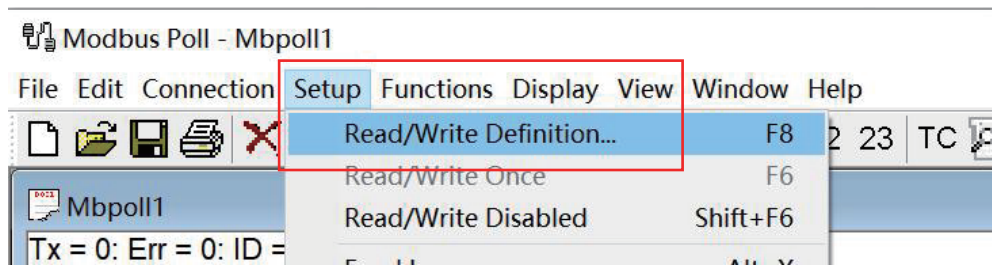 Modbus Poll - Mbpoll1
File Edit Connection Setup Functions Display View Window Help
Read/Write Definition... F8
2 23 TC
Read/Write Once F6
Mbpoll1
Read/Write Disabled Shift+F6
Tx = 0: Err = 0: ID =